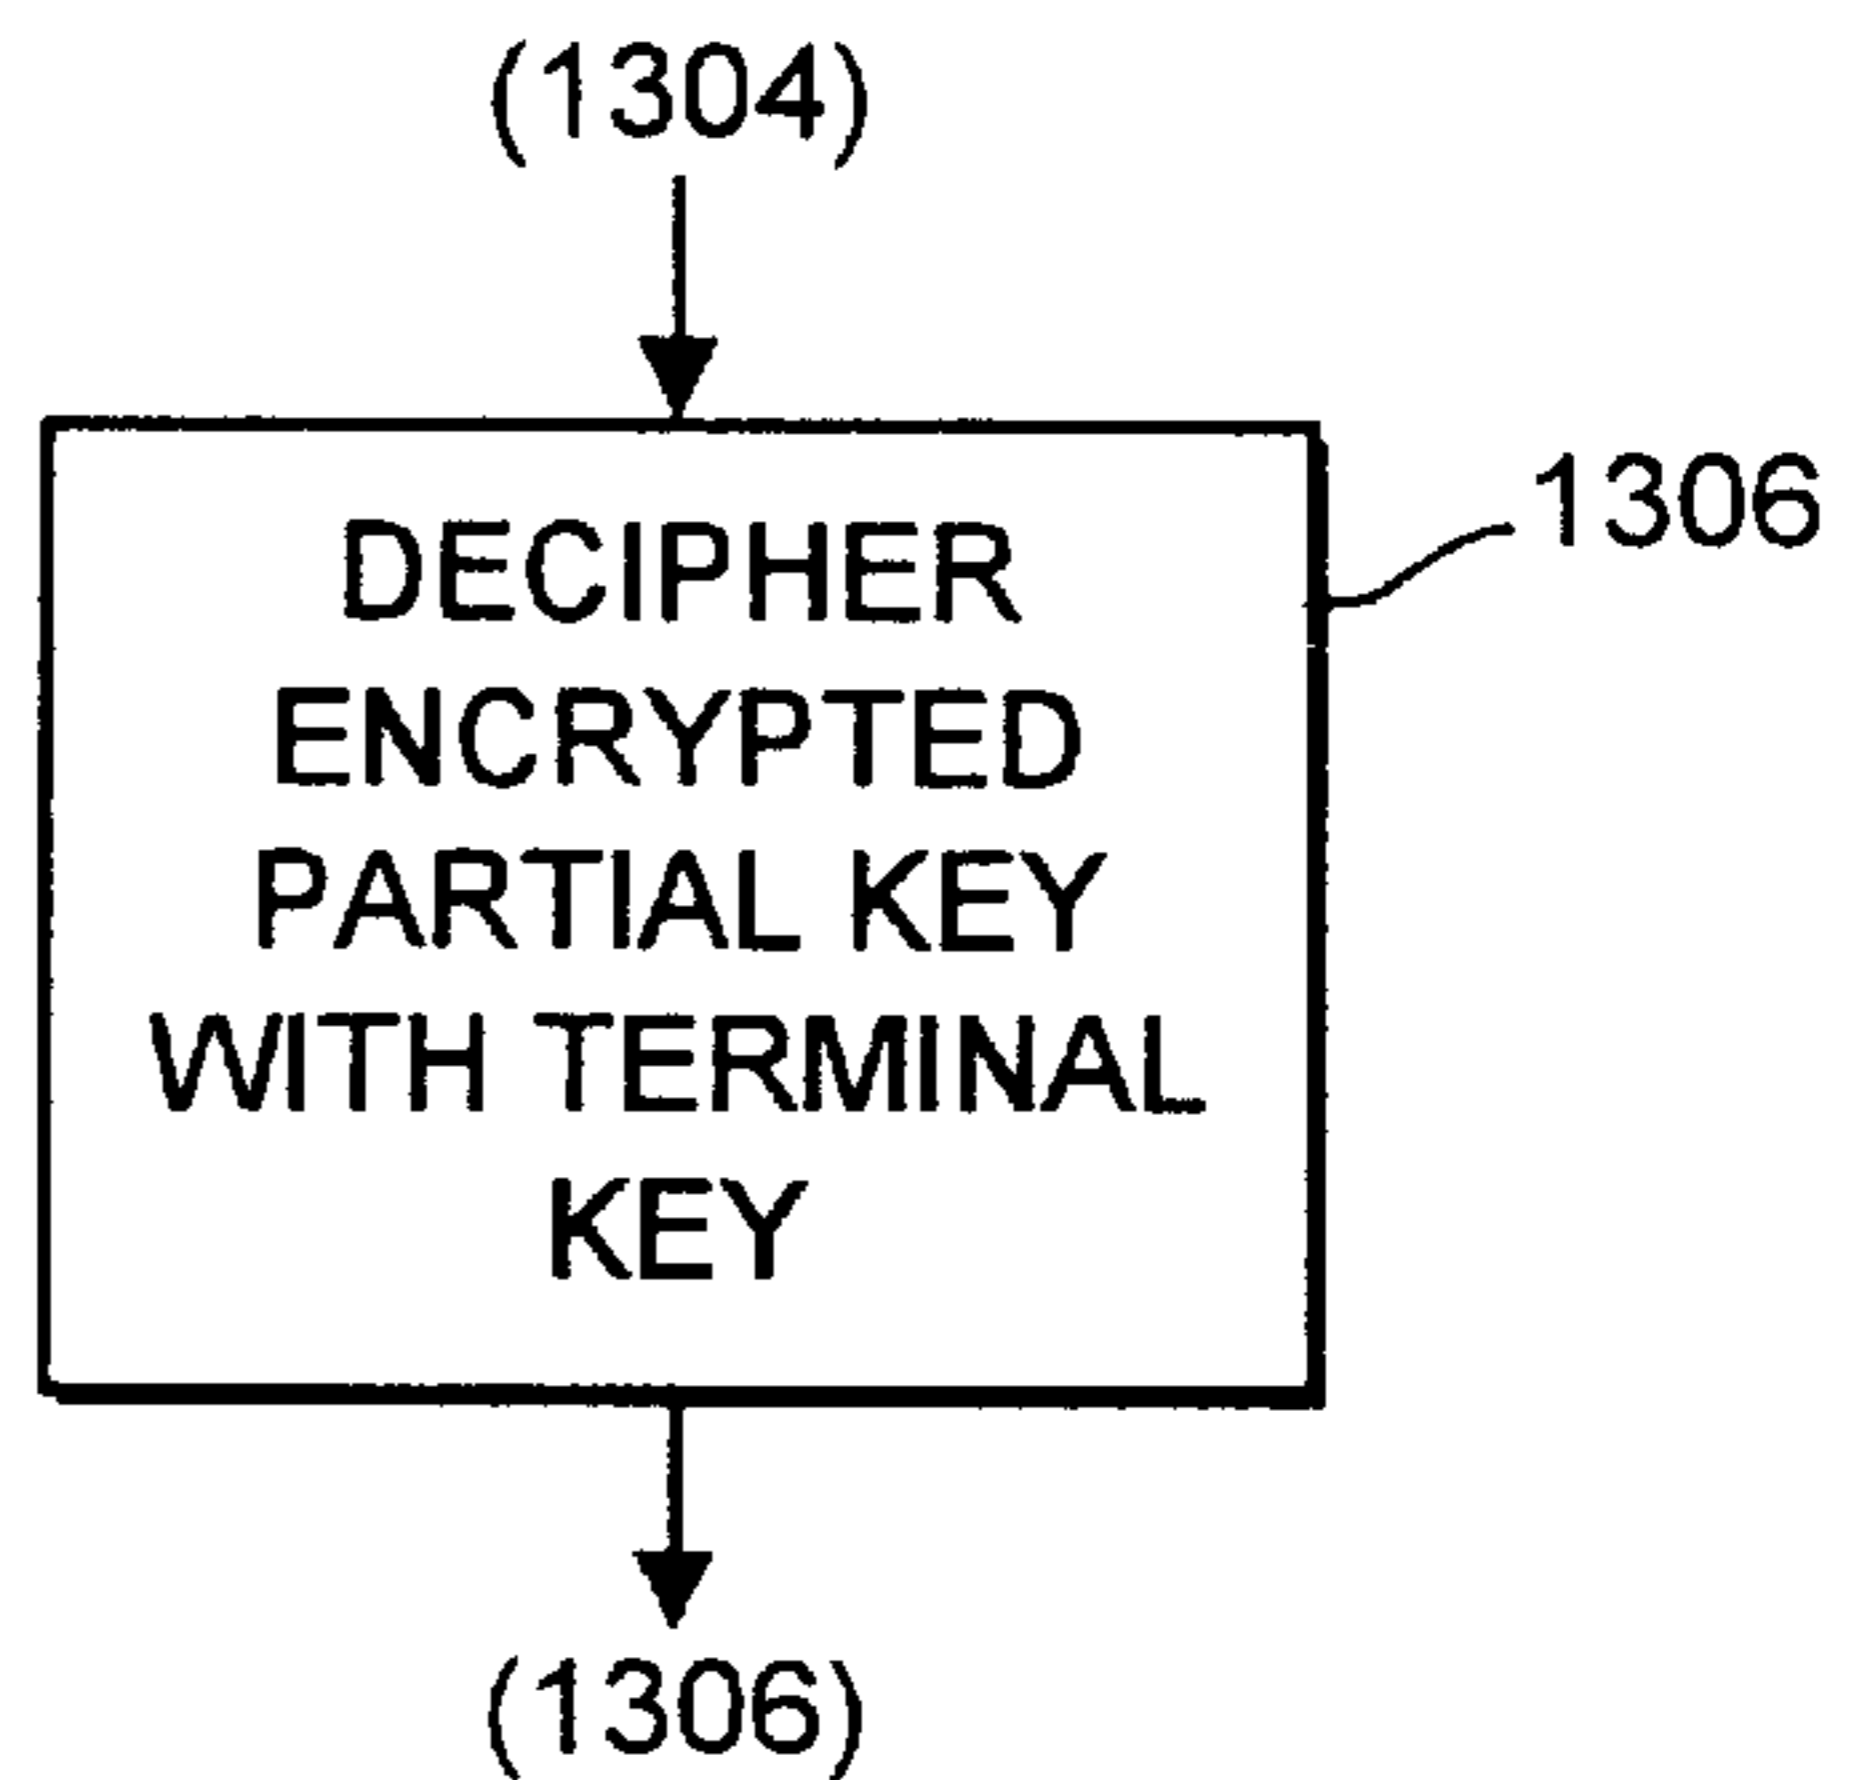 (1304)
1306
DECIPHER
ENCRYPTED
PARTIAL KEY
WITH TERMINAL
KEY
(1306)